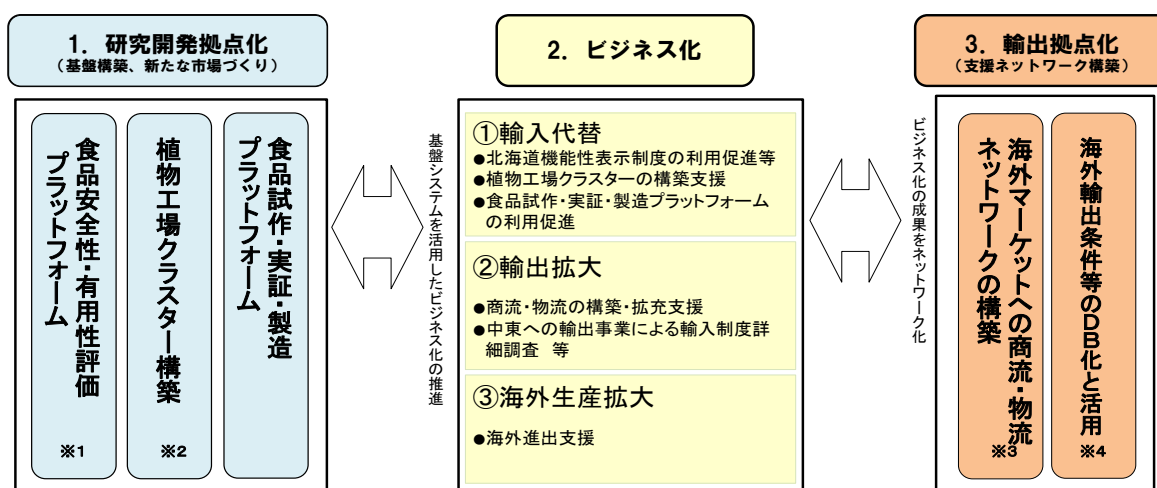 1．研究開発拠点化
（基盤構築、新たな市場づくり）
食品安全性・有用性評価
プラットフォーム
※1
植物工場クラスター構築
※2
食品試作・実証・製造
プラットフォーム
基盤システムを活用したビジネス化の推進
2．ビジネス化
①輸入代替
●北海道機能性表示制度の利用促進等
●植物工場クラスターの構築支援
●食品試作・実証・製造プラットフォーム
の利用促進
②輸出拡大
●商流・物流の構築・拡充支援
●中東への輸出事業による輸入制度詳
細調査　等
③海外生産拡大
●海外進出支援
ビジネス化の成果をネットワーク化
3．輸出拠点化
（支援ネットワーク構築）
海外マーケットへの商流・物流
ネットワークの構築
※3
海外輸出条件等のDB化と活用
※4